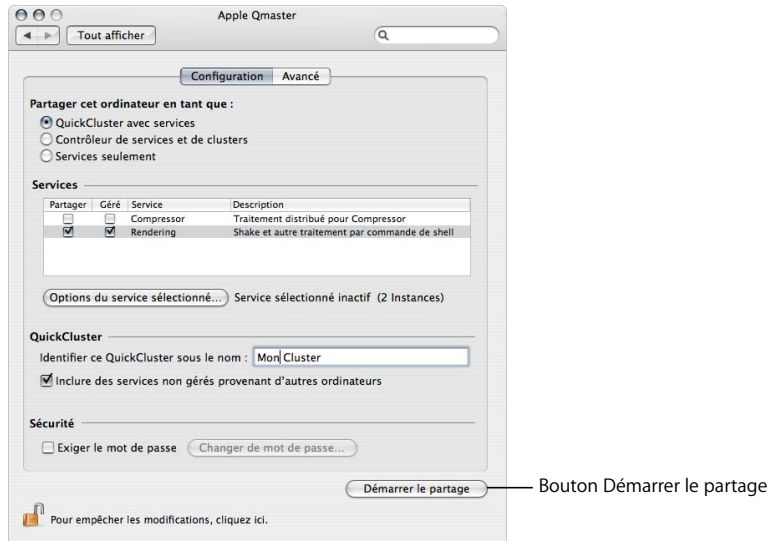 Apple Qmaster
Tout afficher
Configuration Avancé
Partager cet ordinateur en tant que :
QuickCluster avec services
Contrôleur de services et de clusters
Services seulement
Services
Partager Géré Service Description
Compressor Traitement distribué pour Compressor
Rendering Shake et autre traitement par commande de shell
Options du service sélectionné... Service sélectionné inactif (2 Instances)
QuickCluster
Identifier ce QuickCluster sous le nom : Mon Cluster
Inclure des services non gérés provenant d'autres ordinateurs
Sécurité
Exiger le mot de passe Changer de mot de passe...
Démarrer le partage Bouton Démarrer le partage
Pour empêcher les modifications, cliquez ici.